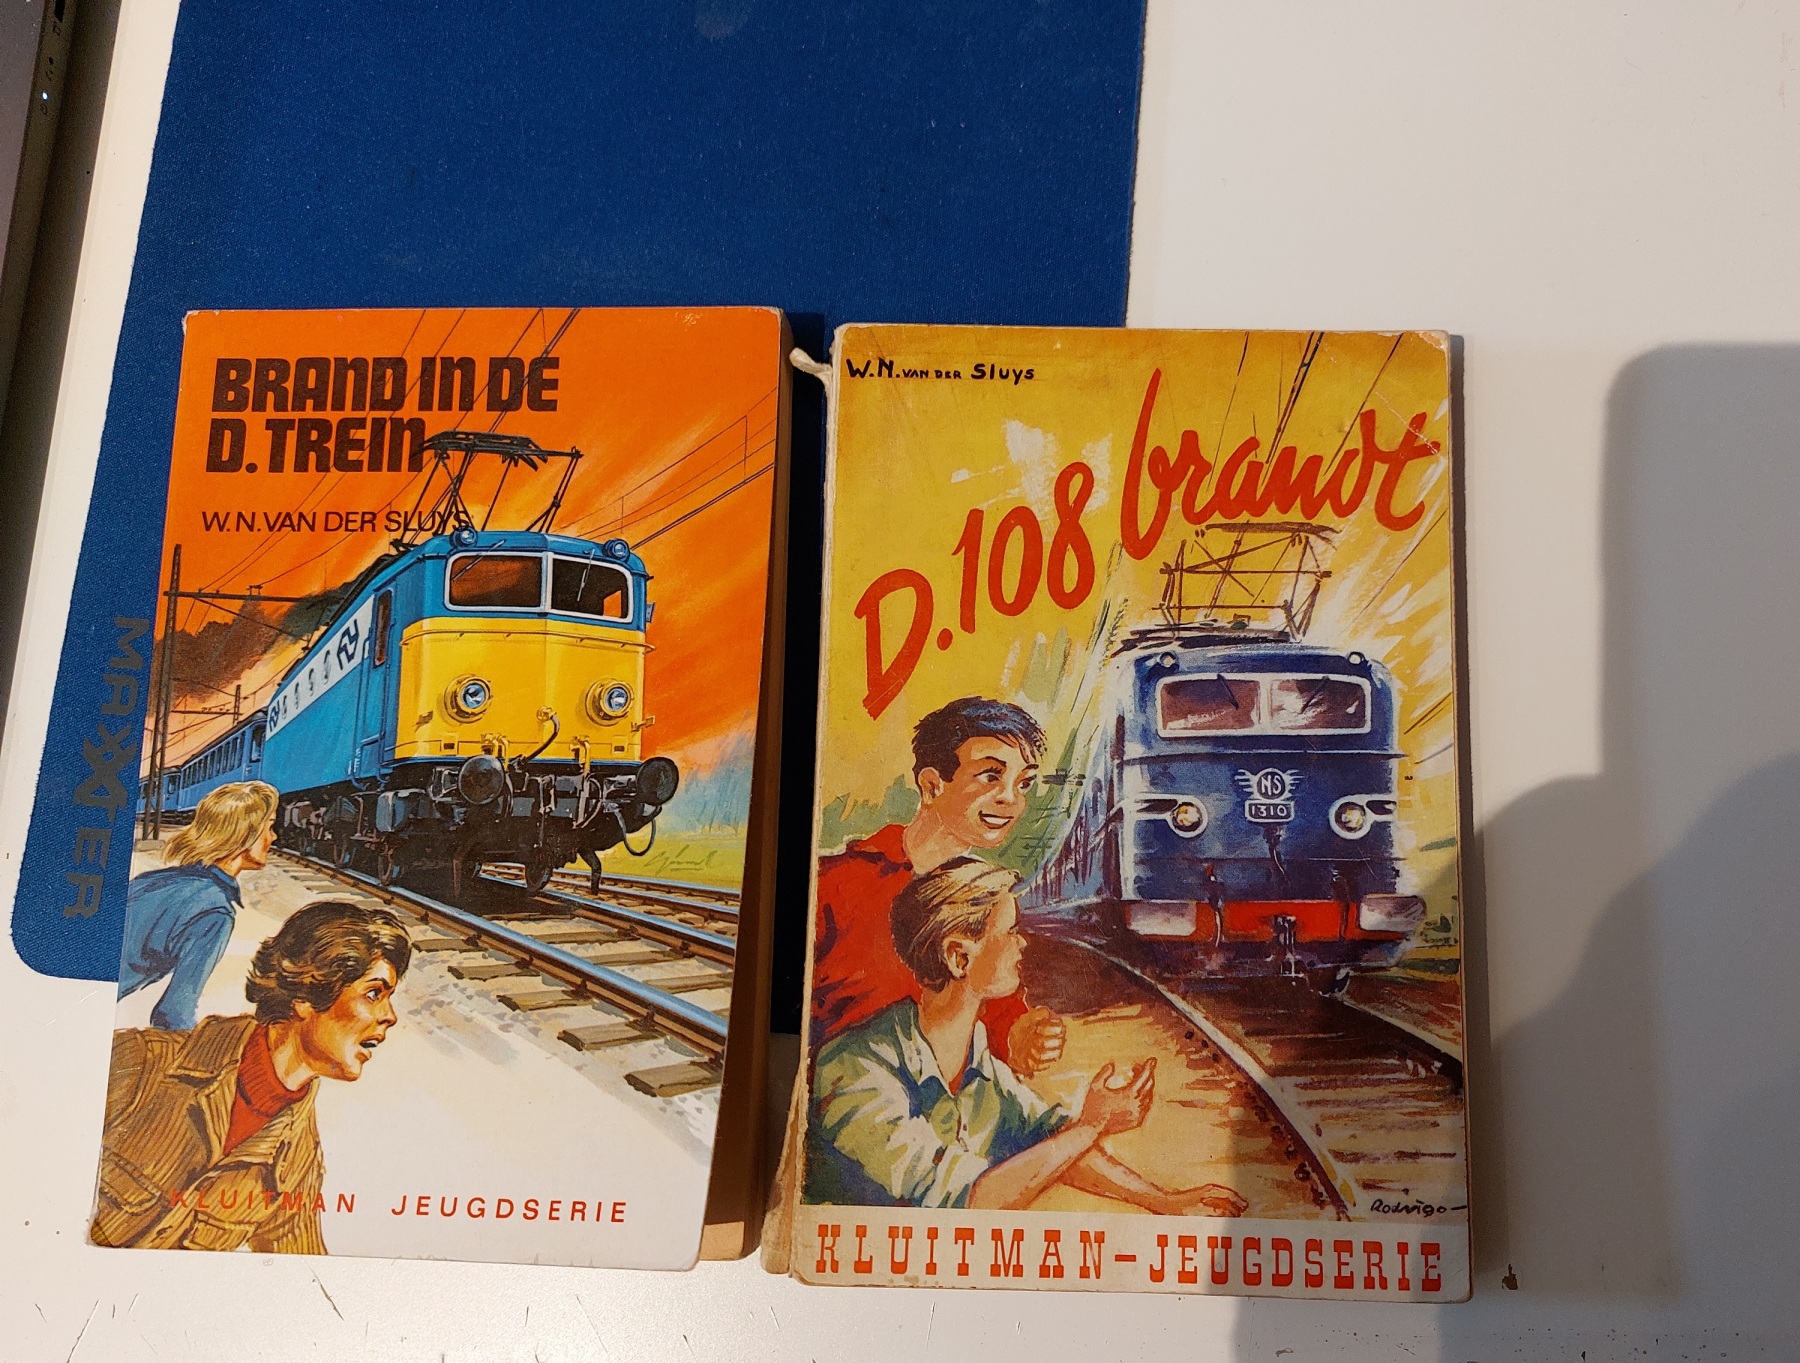 BRAND IN DE
D. TREIN
W. N. VAN DER SLUYS
KLUITMAN JEUGDSERIE
W. N. VAN DER Sluys
D. 108 brandt
NS
1310
Rodrigo
KLUITMAN-JEUGDSERIE
MAXXTER